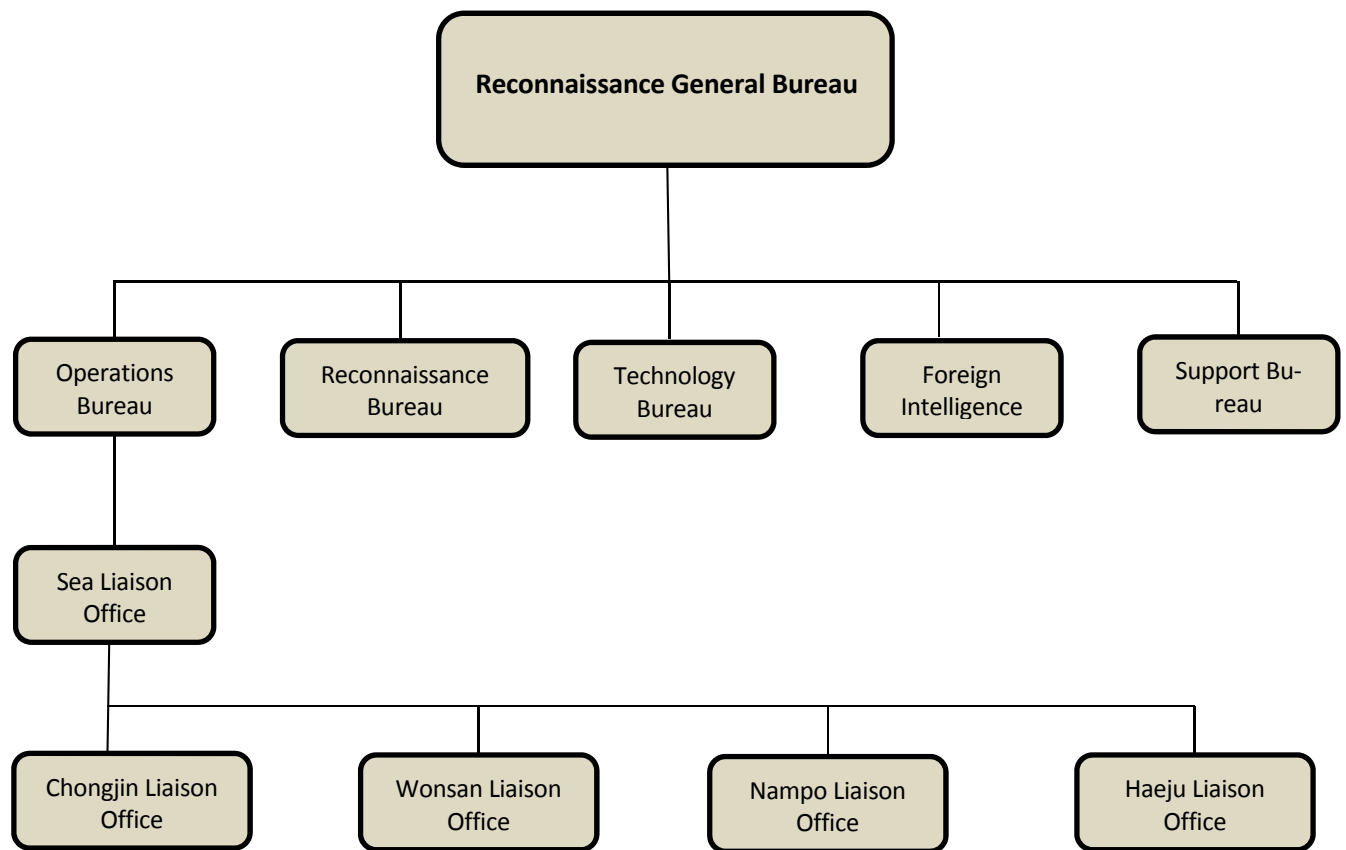 Reconnaissance General Bureau
Operations
Bureau
Reconnaissance
Bureau
Technology
Bureau
Foreign
Intelligence
Support Bu-
reau
Sea Liaison
Office
Chongjin Liaison
Office
Wonsan Liaison
Office
Nampo Liaison
Office
Haeju Liaison
Office